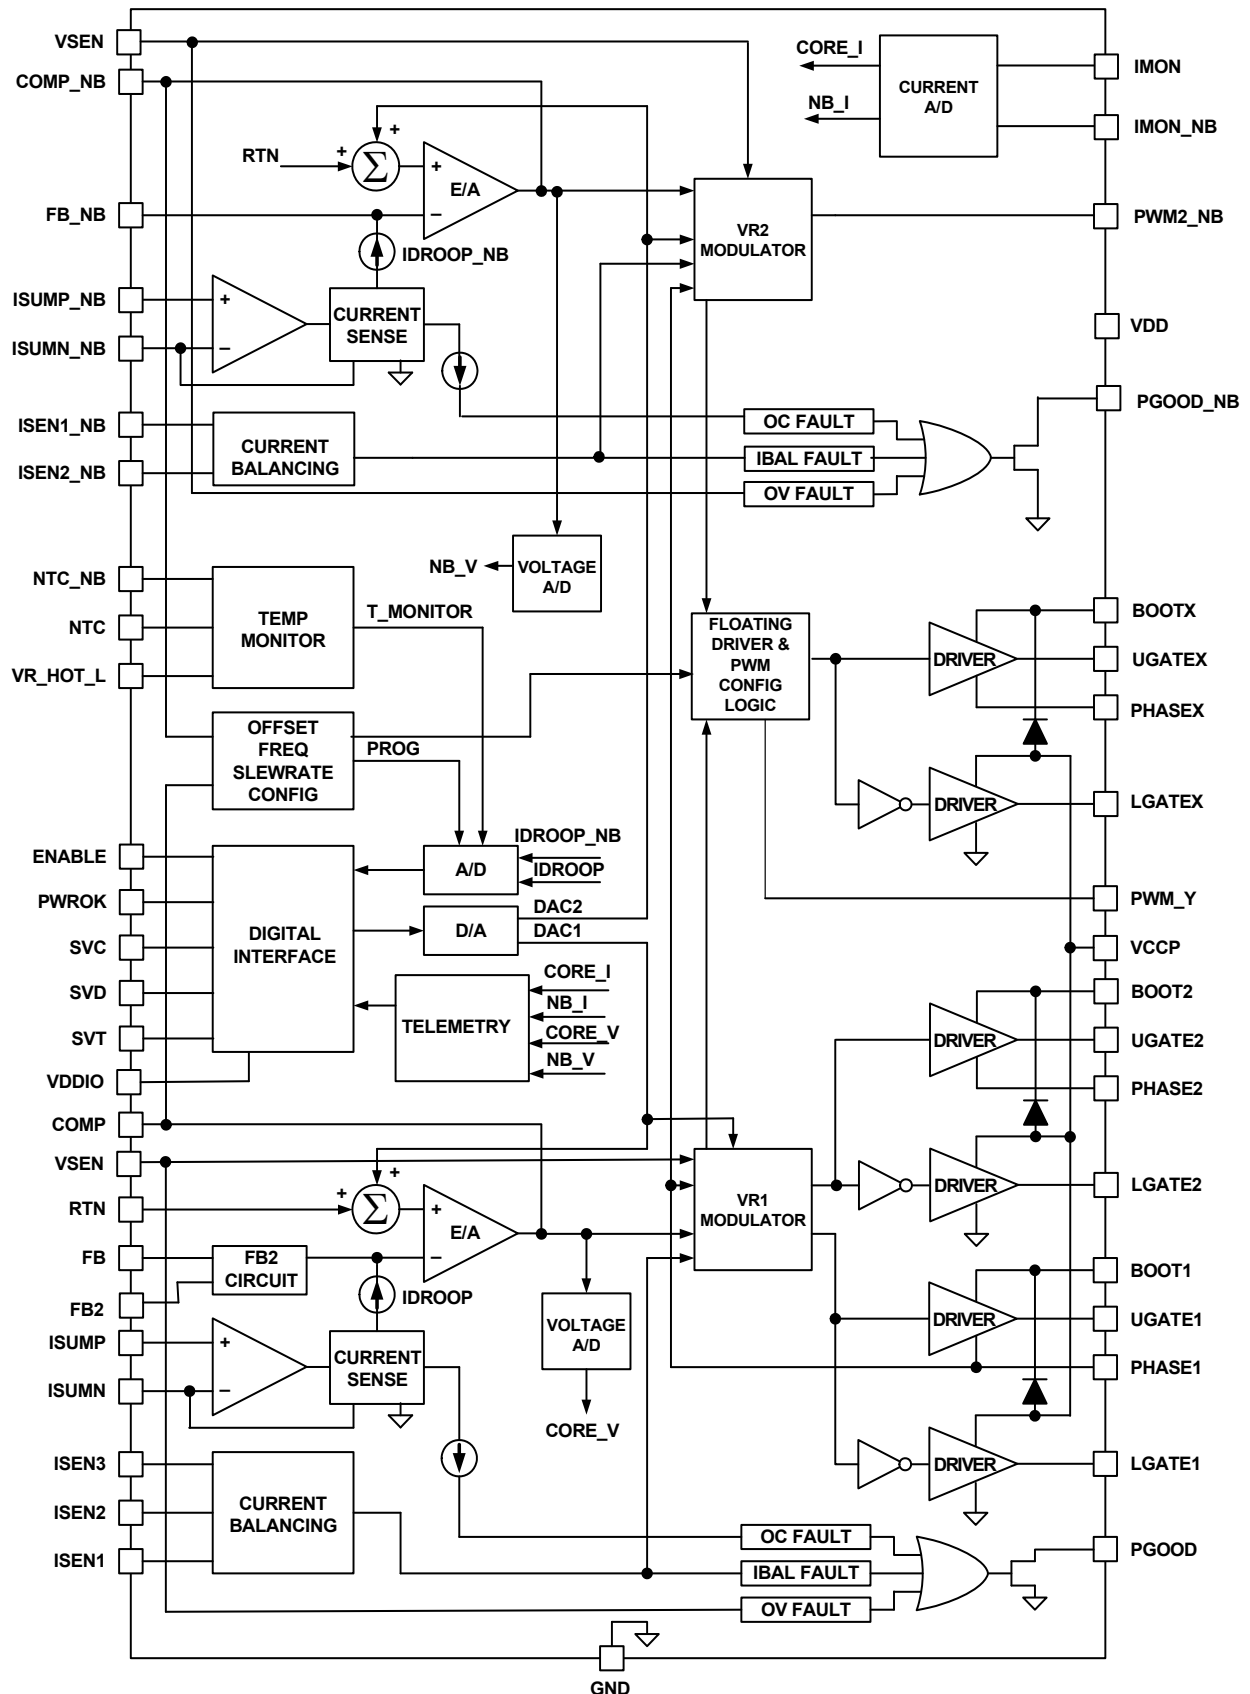 VSEN
COMP_NB
RTN
+
+
Σ
+
−
E/A
FB_NB
IDROOP_NB
ISUMP_NB
ISUMN_NB
+
−
CURRENT
SENSE
ISEN1_NB
ISEN2_NB
CURRENT
BALANCING
CORE_I
NB_I
CURRENT
A/D
IMON
IMON_NB
VR2
MODULATOR
PWM2_NB
VDD
PGOOD_NB
OC FAULT
IBAL FAULT
OV FAULT
NB_V
VOLTAGE
A/D
NTC_NB
NTC
VR_HOT_L
TEMP
MONITOR
T_MONITOR
OFFSET
FREQ
SLEWRATE
CONFIG
PROG
FLOATING
DRIVER &
PWM
CONFIG
LOGIC
DRIVER
DRIVER
BOOTX
UGATEX
PHASEX
LGATEX
ENABLE
PWROK
SVC
SVD
SVT
VDDIO
DIGITAL
INTERFACE
A/D
IDROOP_NB
IDROOP
D/A
DAC2
DAC1
TELEMETRY
CORE_I
NB_I
CORE_V
NB_V
PWM_Y
VCCP
BOOT2
UGATE2
PHASE2
LGATE2
DRIVER
DRIVER
COMP
VSEN
RTN
FB
FB2
ISUMP
ISUMN
+
+
Σ
+
−
E/A
FB2
CIRCUIT
IDROOP
+
−
CURRENT
SENSE
VOLTAGE
A/D
CORE_V
VR1
MODULATOR
DRIVER
DRIVER
BOOT1
UGATE1
PHASE1
LGATE1
ISEN3
ISEN2
ISEN1
CURRENT
BALANCING
OC FAULT
IBAL FAULT
OV FAULT
PGOOD
GND